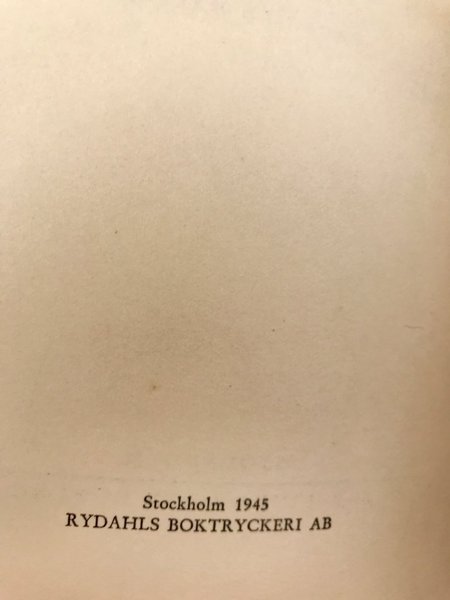 Stockholm 1945
RYDAHLS BOKTRYCKERI AB